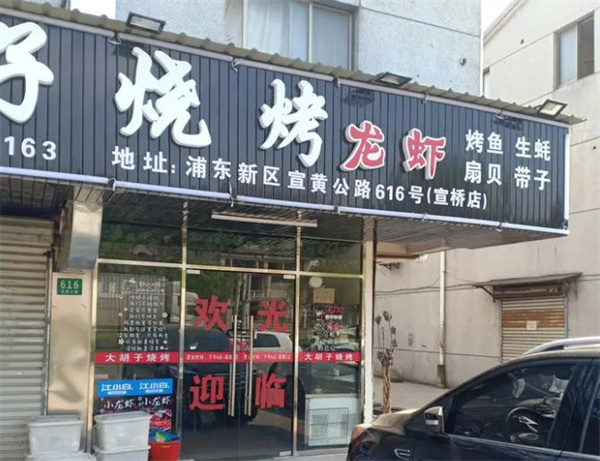 子烧烤龙虾
烤鱼 生蚝
扇贝 带子
163
地址:浦东新区宣黄公路616号(宣桥店)
616
欢光
迎临
大胡子烧烤
大胡子烧烤
江小白 江小白
小龙虾 小龙虾